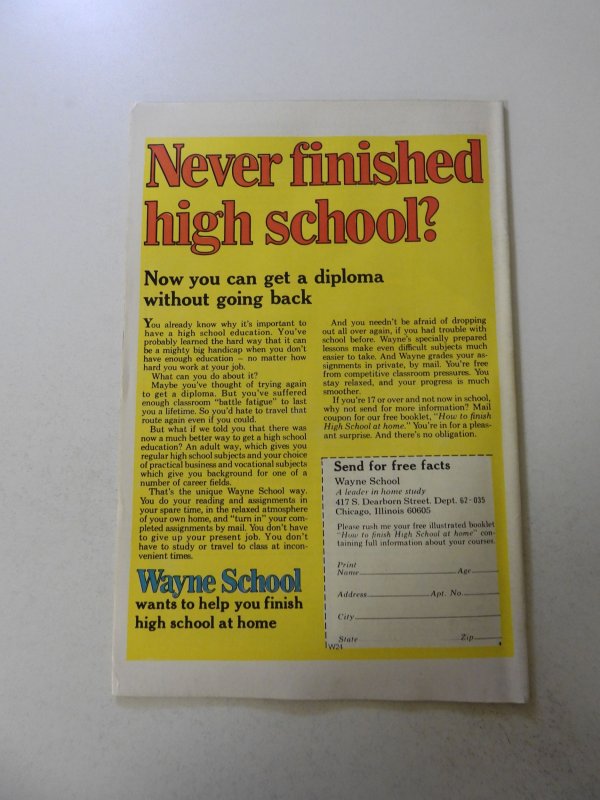 Never finished
high school?
Now you can get a diploma
without going back
You already know why it's important to
have a high school education. You've
probably learned the hard way that it can
be a mighty big handicap when you don't
have enough education – no matter how
hard you work at your job.
What can you do about it?
Maybe you've thought of trying again
to get a diploma. But you've suffered
enough classroom "battle fatigue" to last
you a lifetime. So you'd hate to travel that
route again even if you could.
But what if we told you that there was
now a much better way to get a high school
education? An adult way, which gives you
regular high school subjects and your choice
of practical business and vocational subjects
which give you background for one of a
number of career fields.
That's the unique Wayne School way.
You do your reading and assignments in
your spare time, in the relaxed atmosphere
of your own home, and "turn in" your com-
pleted assignments by mail. You don't have
to give up your present job. You don't
have to study or travel to class at incon-
venient times.
Wayne School
wants to help you finish
high school at home
And you needn't be afraid of dropping
out all over again, if you had trouble with
school before. Wayne's specially prepared
lessons make even difficult subjects much
easier to take. And Wayne grades your as-
signments in private, by mail. You're free
from competitive classroom pressures. You
stay relaxed, and your progress is much
smoother.
If you're 17 or over and not now in school,
why not send for more information? Mail
coupon for our free booklet, "How to finish
High School at home." You're in for a pleas-
ant surprise. And there's no obligation.
Send for free facts
Wayne School
A leader in home study
417 S. Dearborn Street. Dept. 62-035
Chicago, Illinois 60605
Please rush me your free illustrated booklet
"How to finish High School at home" con-
taining full information about your courses.
Print
Name Age
Address Apt. No.
City
State Zip
W24